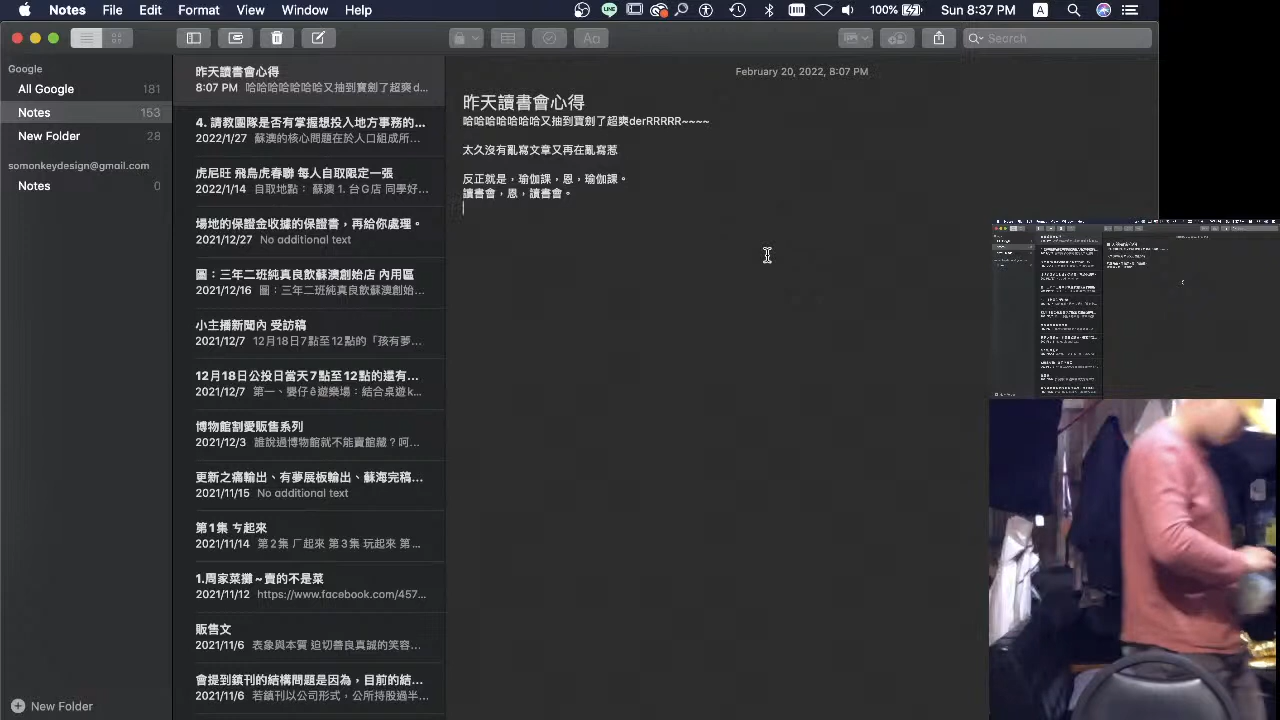 Notes File Edit Format View Window Help
100% Sun 8:37 PM A
Aa
Search
Google
All Google 181
Notes 153
New Folder 28
somonkeydesign@gmail.com
Notes 0
New Folder
昨天讀書會心得
8:07 PM 哈哈哈哈哈哈哈又抽到寶劍了超爽d...
4. 請教團隊是否有掌握想投入地方事務的...
2022/1/27 蘇澳的核心問題在於人口組成所...
虎尼旺 飛鳥虎春聯 每人自取限定一張
2022/1/14 自取地點： 蘇澳 1. 台G店 同學好...
場地的保證金收據的保證書，再給你處理。
2021/12/27 No additional text
圖：三年二班純真良飲蘇澳創始店 內用區
2021/12/16 圖：三年二班純真良飲蘇澳創始...
小主播新聞內 受訪稿
2021/12/7 12月18日7點至12點的「孩有夢...
12月18日公投日當天7點至12點的還有...
2021/12/7 第一、嬰仔ê遊樂場：結合桌遊k...
博物館割愛販售系列
2021/12/3 誰說過博物館就不能賣館藏？呵...
更新之痛輸出、有夢展板輸出、蘇海完稿...
2021/11/15 No additional text
第1集 ㄘ起來
2021/11/14 第2集 ㄏ起來 第3集 玩起來 第...
1.周家菜攤~賣的不是菜
2021/11/12 https://www.facebook.com/457...
販售文
2021/11/6 表象與本質 迫切善良真誠的笑容...
會提到鎮刊的結構問題是因為，目前的結...
2021/11/6 若鎮刊以公司形式，公所持股過半...
February 20, 2022, 8:07 PM
昨天讀書會心得
哈哈哈哈哈哈哈又抽到寶劍了超爽derRRRRR~~~~
太久沒有亂寫文章又再在亂寫惹
反正就是，瑜伽課，恩，瑜伽課。
讀書會，恩，讀書會。